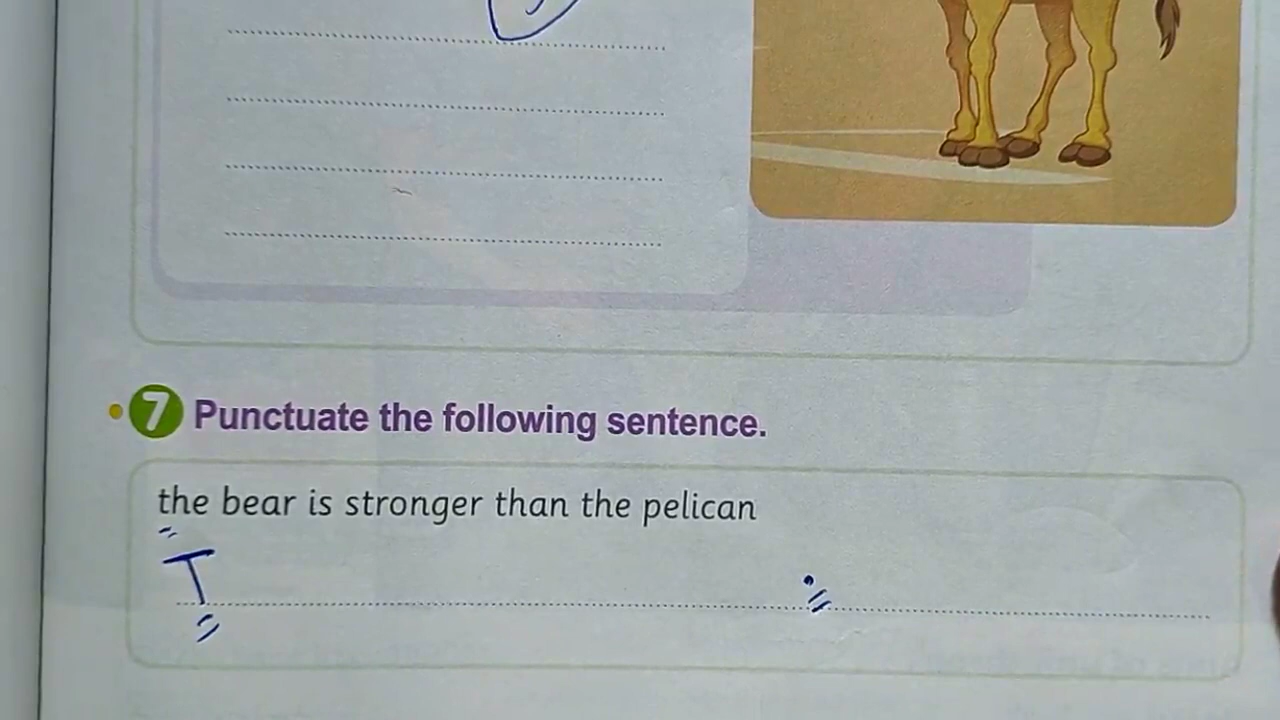 7 Punctuate the following sentence.
the bear is stronger than the pelican
T .